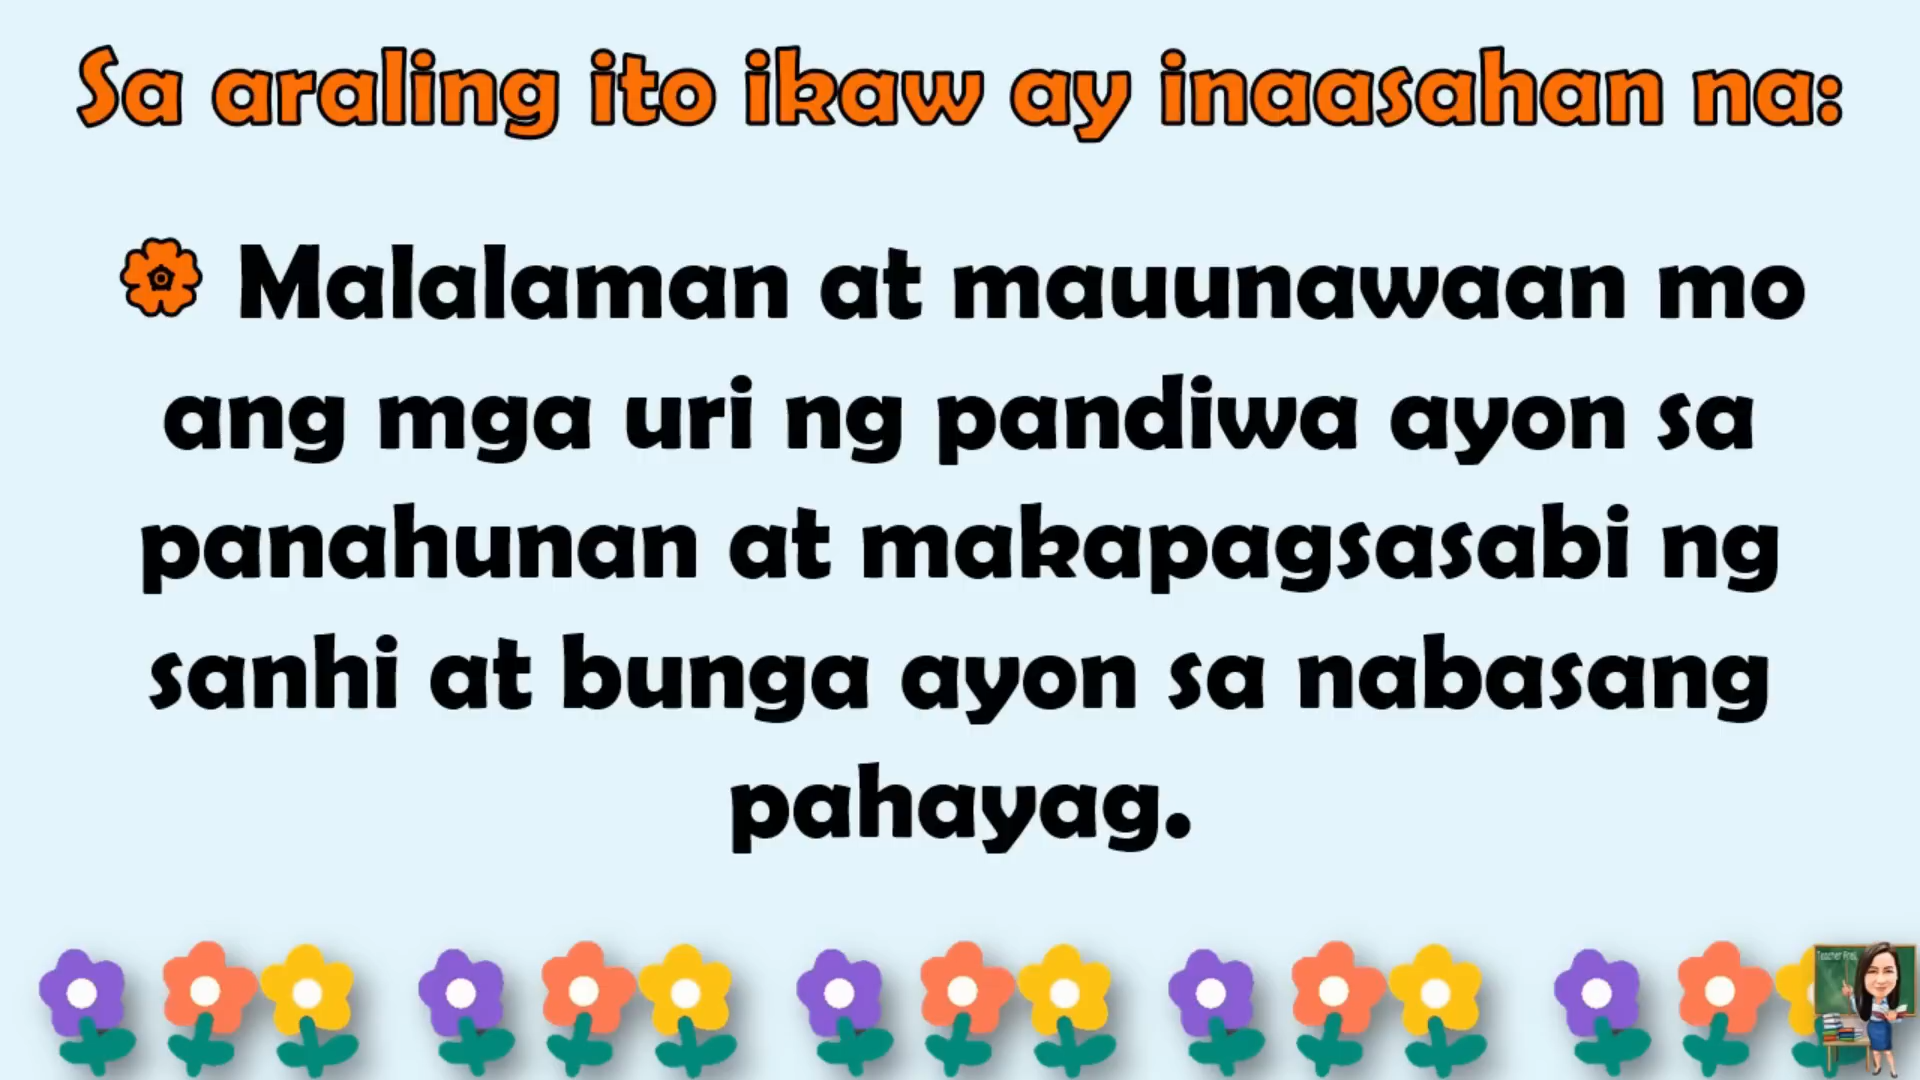 Sa araling ito ikaw ay inaasahan na:
Malalaman at mauunawaan mo
ang mga uri ng pandiwa ayon sa
panahunan at makapagsasabi ng
sanhi at bunga ayon sa nabasang
pahayag.